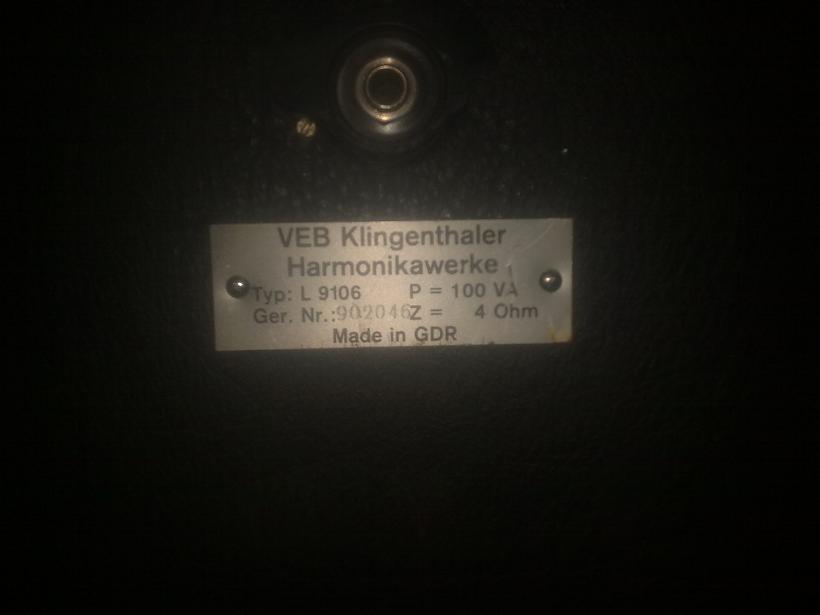 VEB Klingenthaler
Harmonikawerke
Typ: L 9106 P = 100 VA
Ger. Nr.:902046 Z = 4 Ohm
Made in GDR